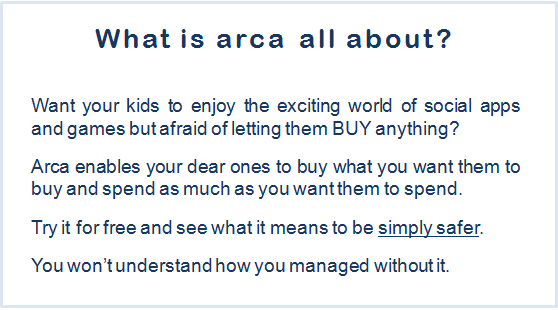 What is arca all about?
Want your kids to enjoy the exciting world of social apps
and games but afraid of letting them BUY anything?
Arca enables your dear ones to buy what you want them to
buy and spend as much as you want them to spend.
Try it for free and see what it means to be simply safer.
You won’t understand how you managed without it.